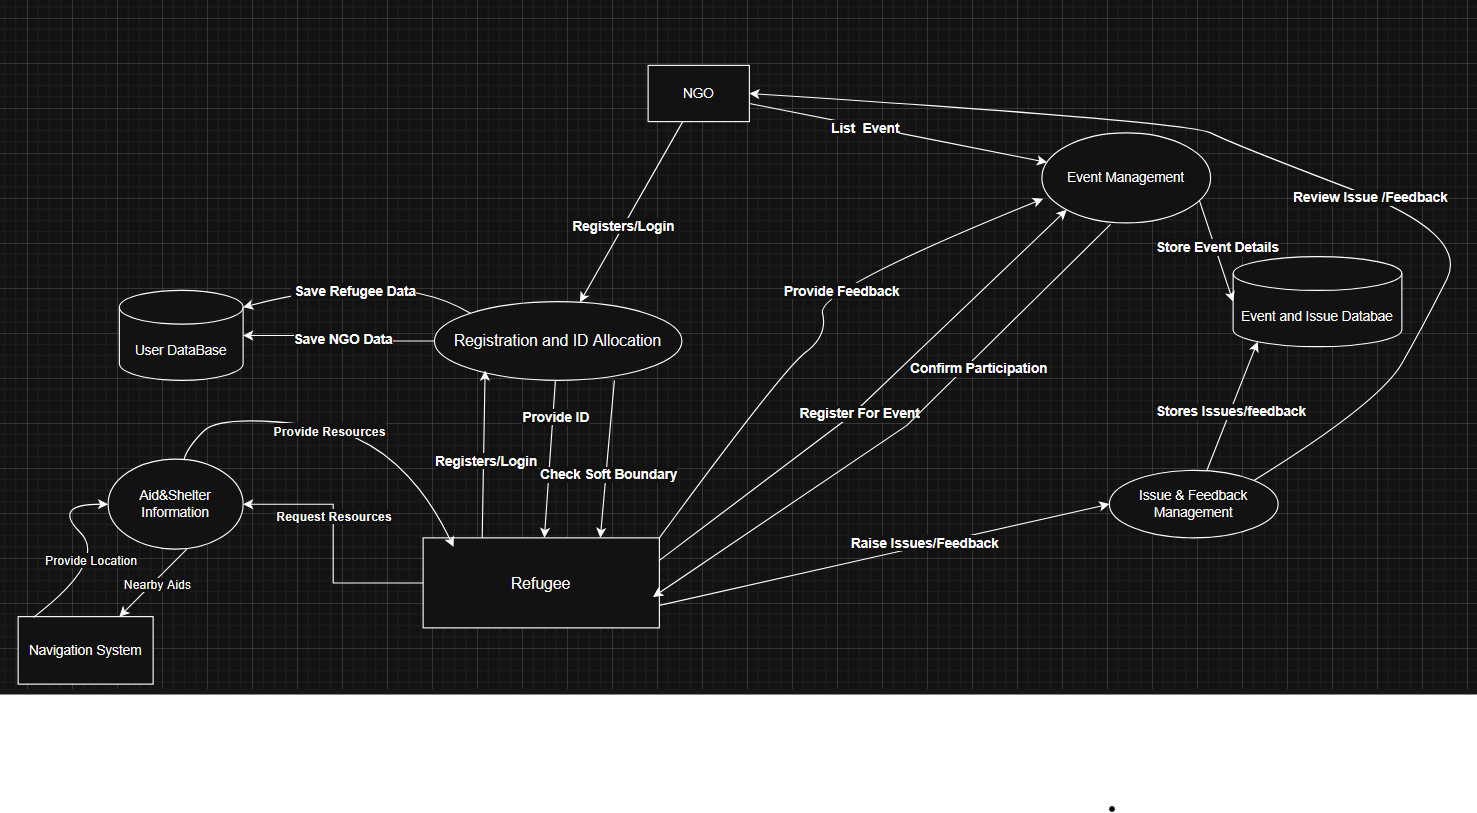 NGO
List  Event
Event Management
Review Issue /Feedback
Registers/Login
Store Event Details
Save Refugee Data
Provide Feedback
Event and Issue Databae
Save NGO Data
Registration and ID Allocation
User DataBase
Confirm Participation
Provide ID
Register For Event
Stores Issues/feedback
Provide Resources
Registers/Login
Check Soft Boundary
Aid&Shelter
Information
Issue & Feedback
Management
Request Resources
Raise Issues/Feedback
Provide Location
Nearby Aids
Refugee
Navigation System